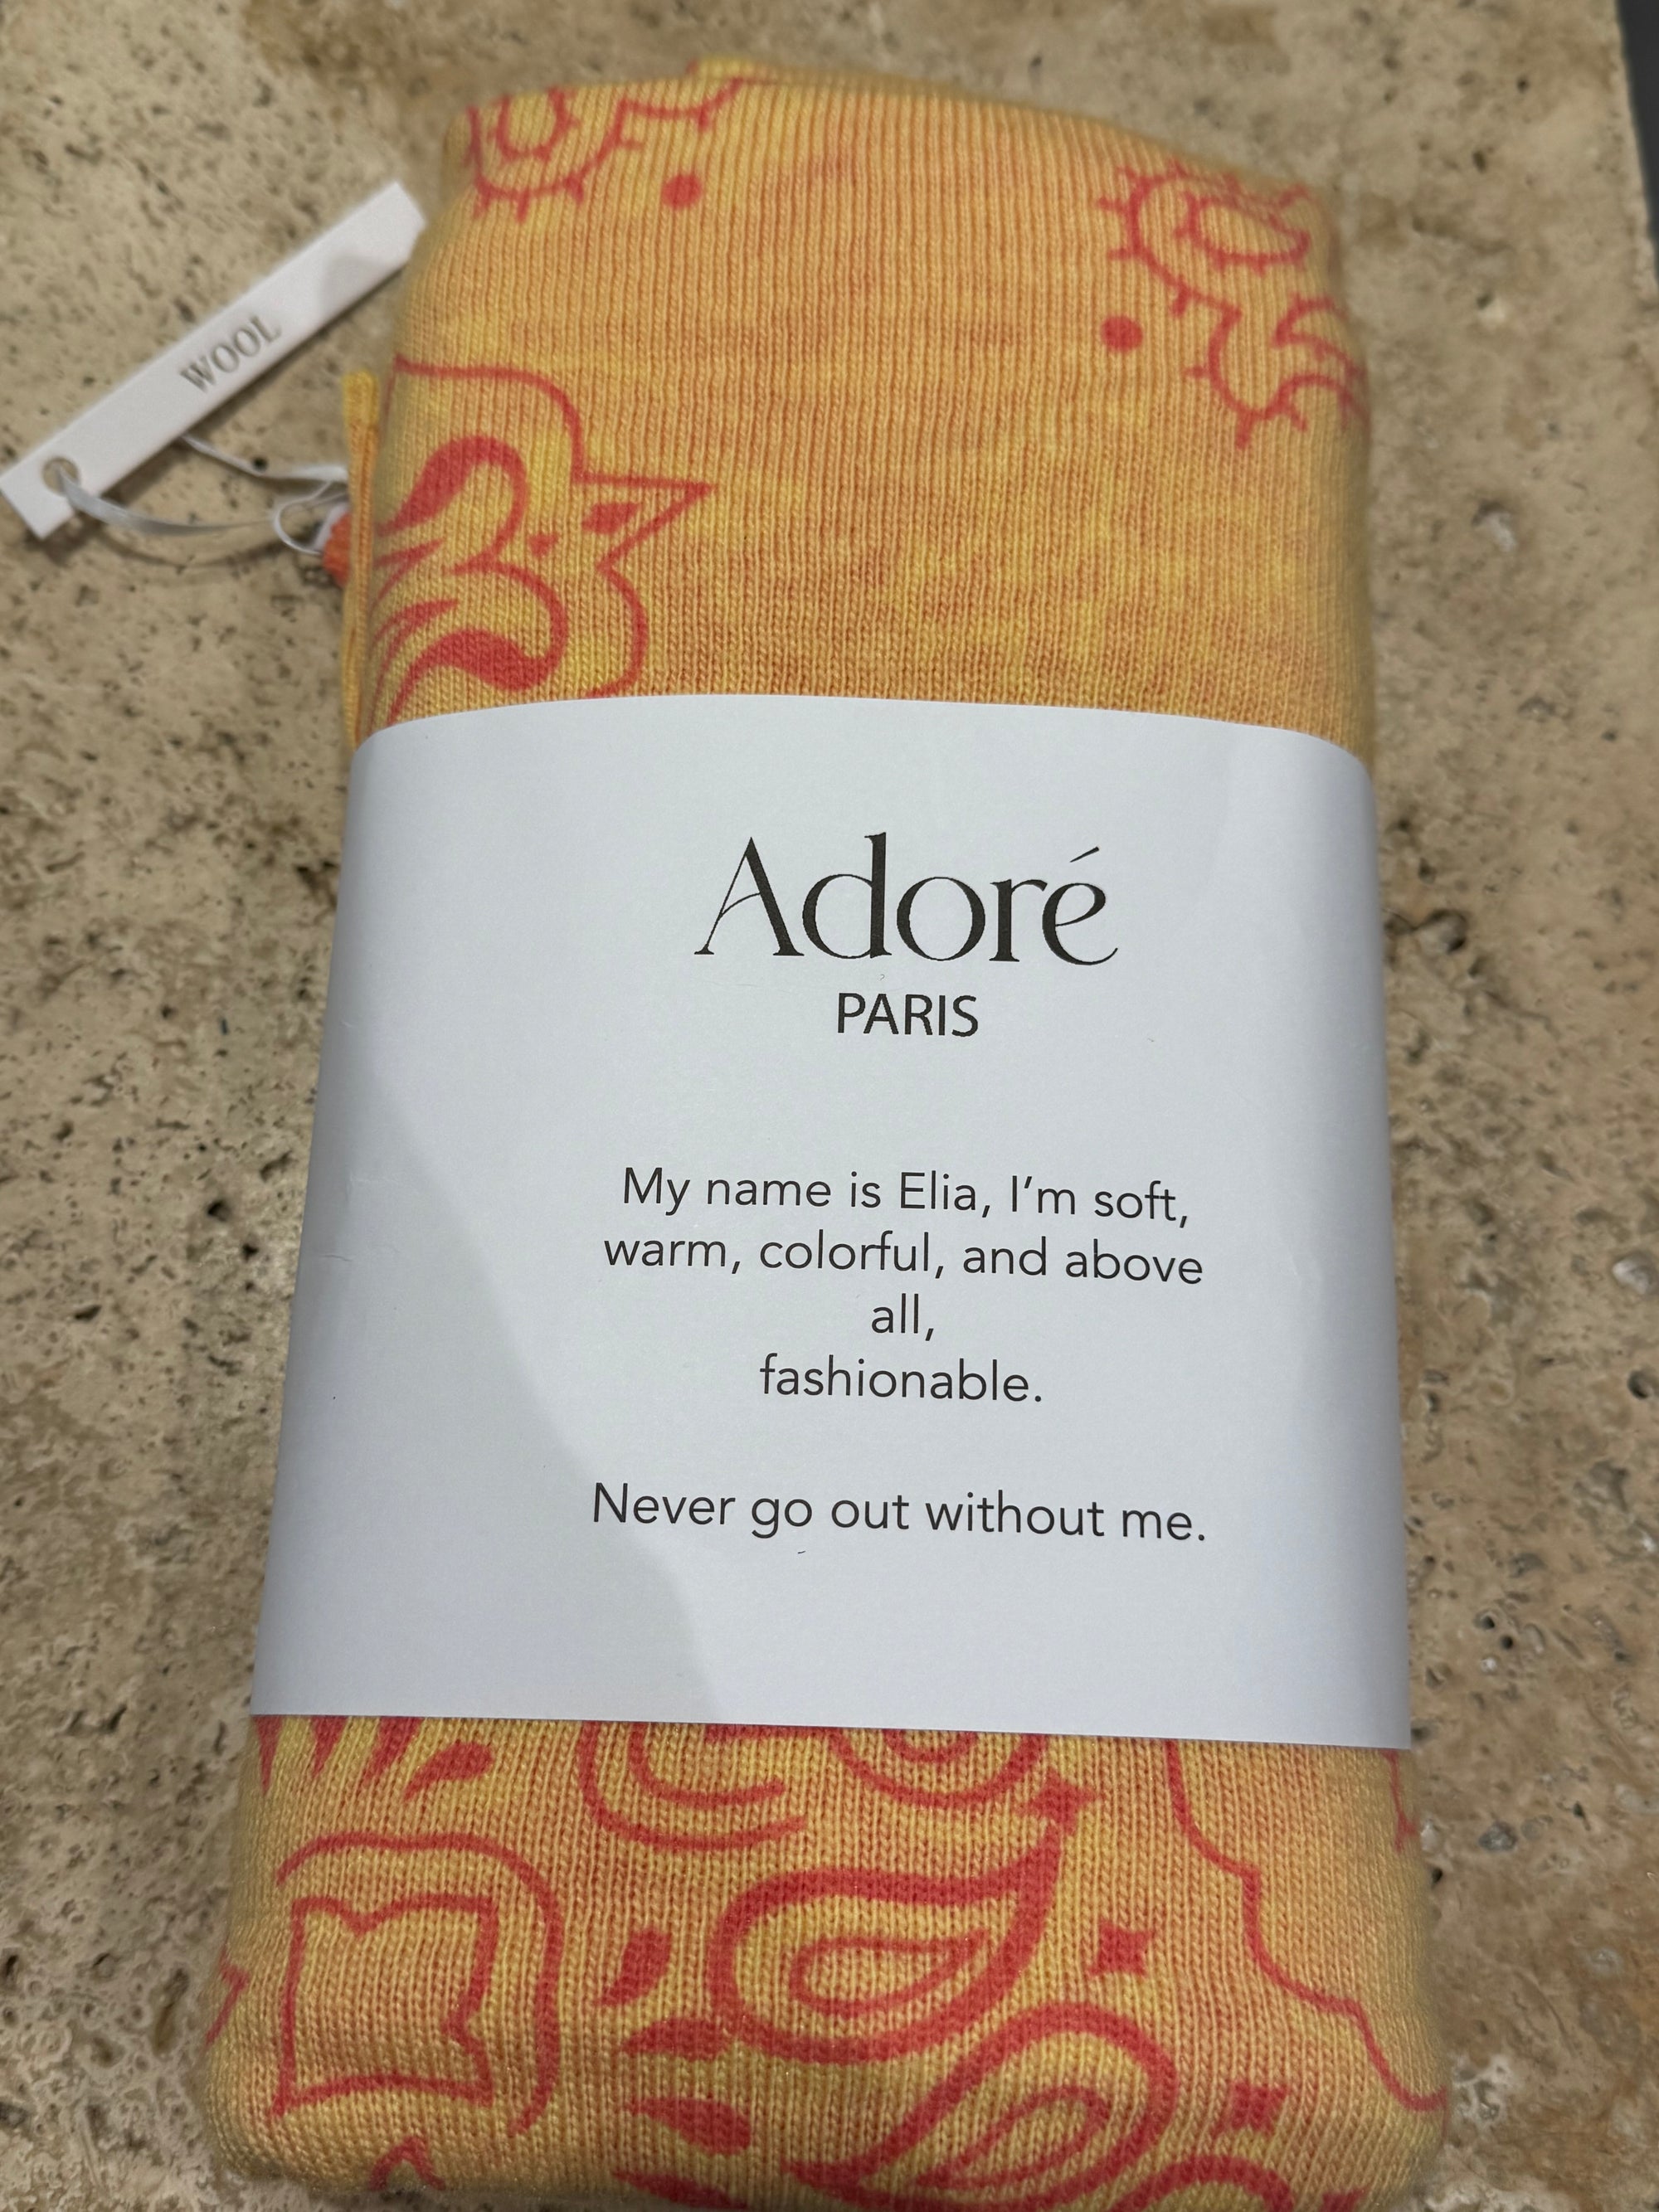 WOOL
Adoré
PARIS
My name is Elia, I’m soft,
warm, colorful, and above
all,
fashionable.
Never go out without me.